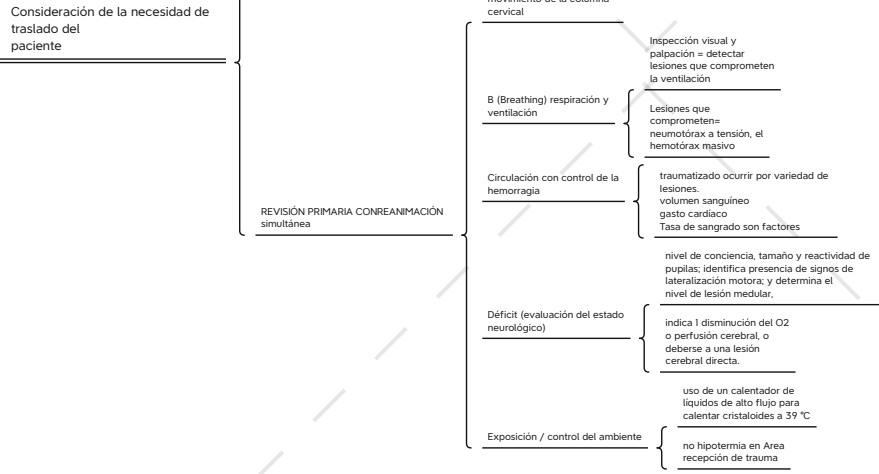 Consideración de la necesidad de
traslado del
paciente
REVISIÓN PRIMARIA CONREANIMACIÓN
simultánea
movimiento de la columna
cervical
B (Breathing) respiración y
ventilación
Inspección visual y
palpación = detectar
lesiones que comprometen
la ventilación
Lesiones que
comprometen=
neumotórax a tensión, el
hemotórax masivo
Circulación con control de la
hemorragia
traumatizado ocurrir por variedad de
lesiones.
volumen sanguíneo
gasto cardíaco
Tasa de sangrado son factores
Déficit (evaluación del estado
neurológico)
nivel de conciencia, tamaño y reactividad de
pupilas; identifica presencia de signos de
lateralización motora; y determina el
nivel de lesión medular,
indica 1 disminución del O2
o perfusión cerebral, o
deberse a una lesión
cerebral directa.
Exposición / control del ambiente
uso de un calentador de
líquidos de alto flujo para
calentar cristaloides a 39 °C
no hipotermia en Area
recepción de trauma